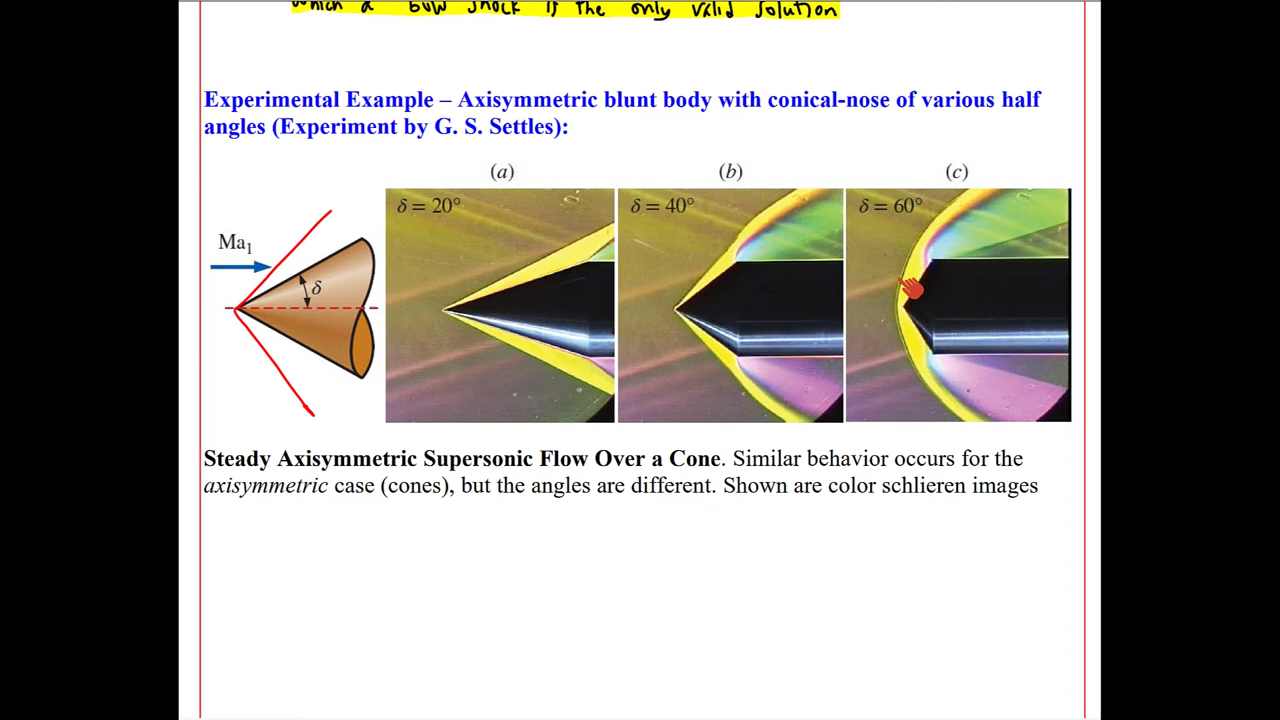 which a bow shock is the only valid solution
Experimental Example – Axisymmetric blunt body with conical-nose of various half
angles (Experiment by G. S. Settles):
(a) (b) (c)
δ = 20° δ = 40° δ = 60°
Ma1
δ
Steady Axisymmetric Supersonic Flow Over a Cone. Similar behavior occurs for the
axisymmetric case (cones), but the angles are different. Shown are color schlieren images